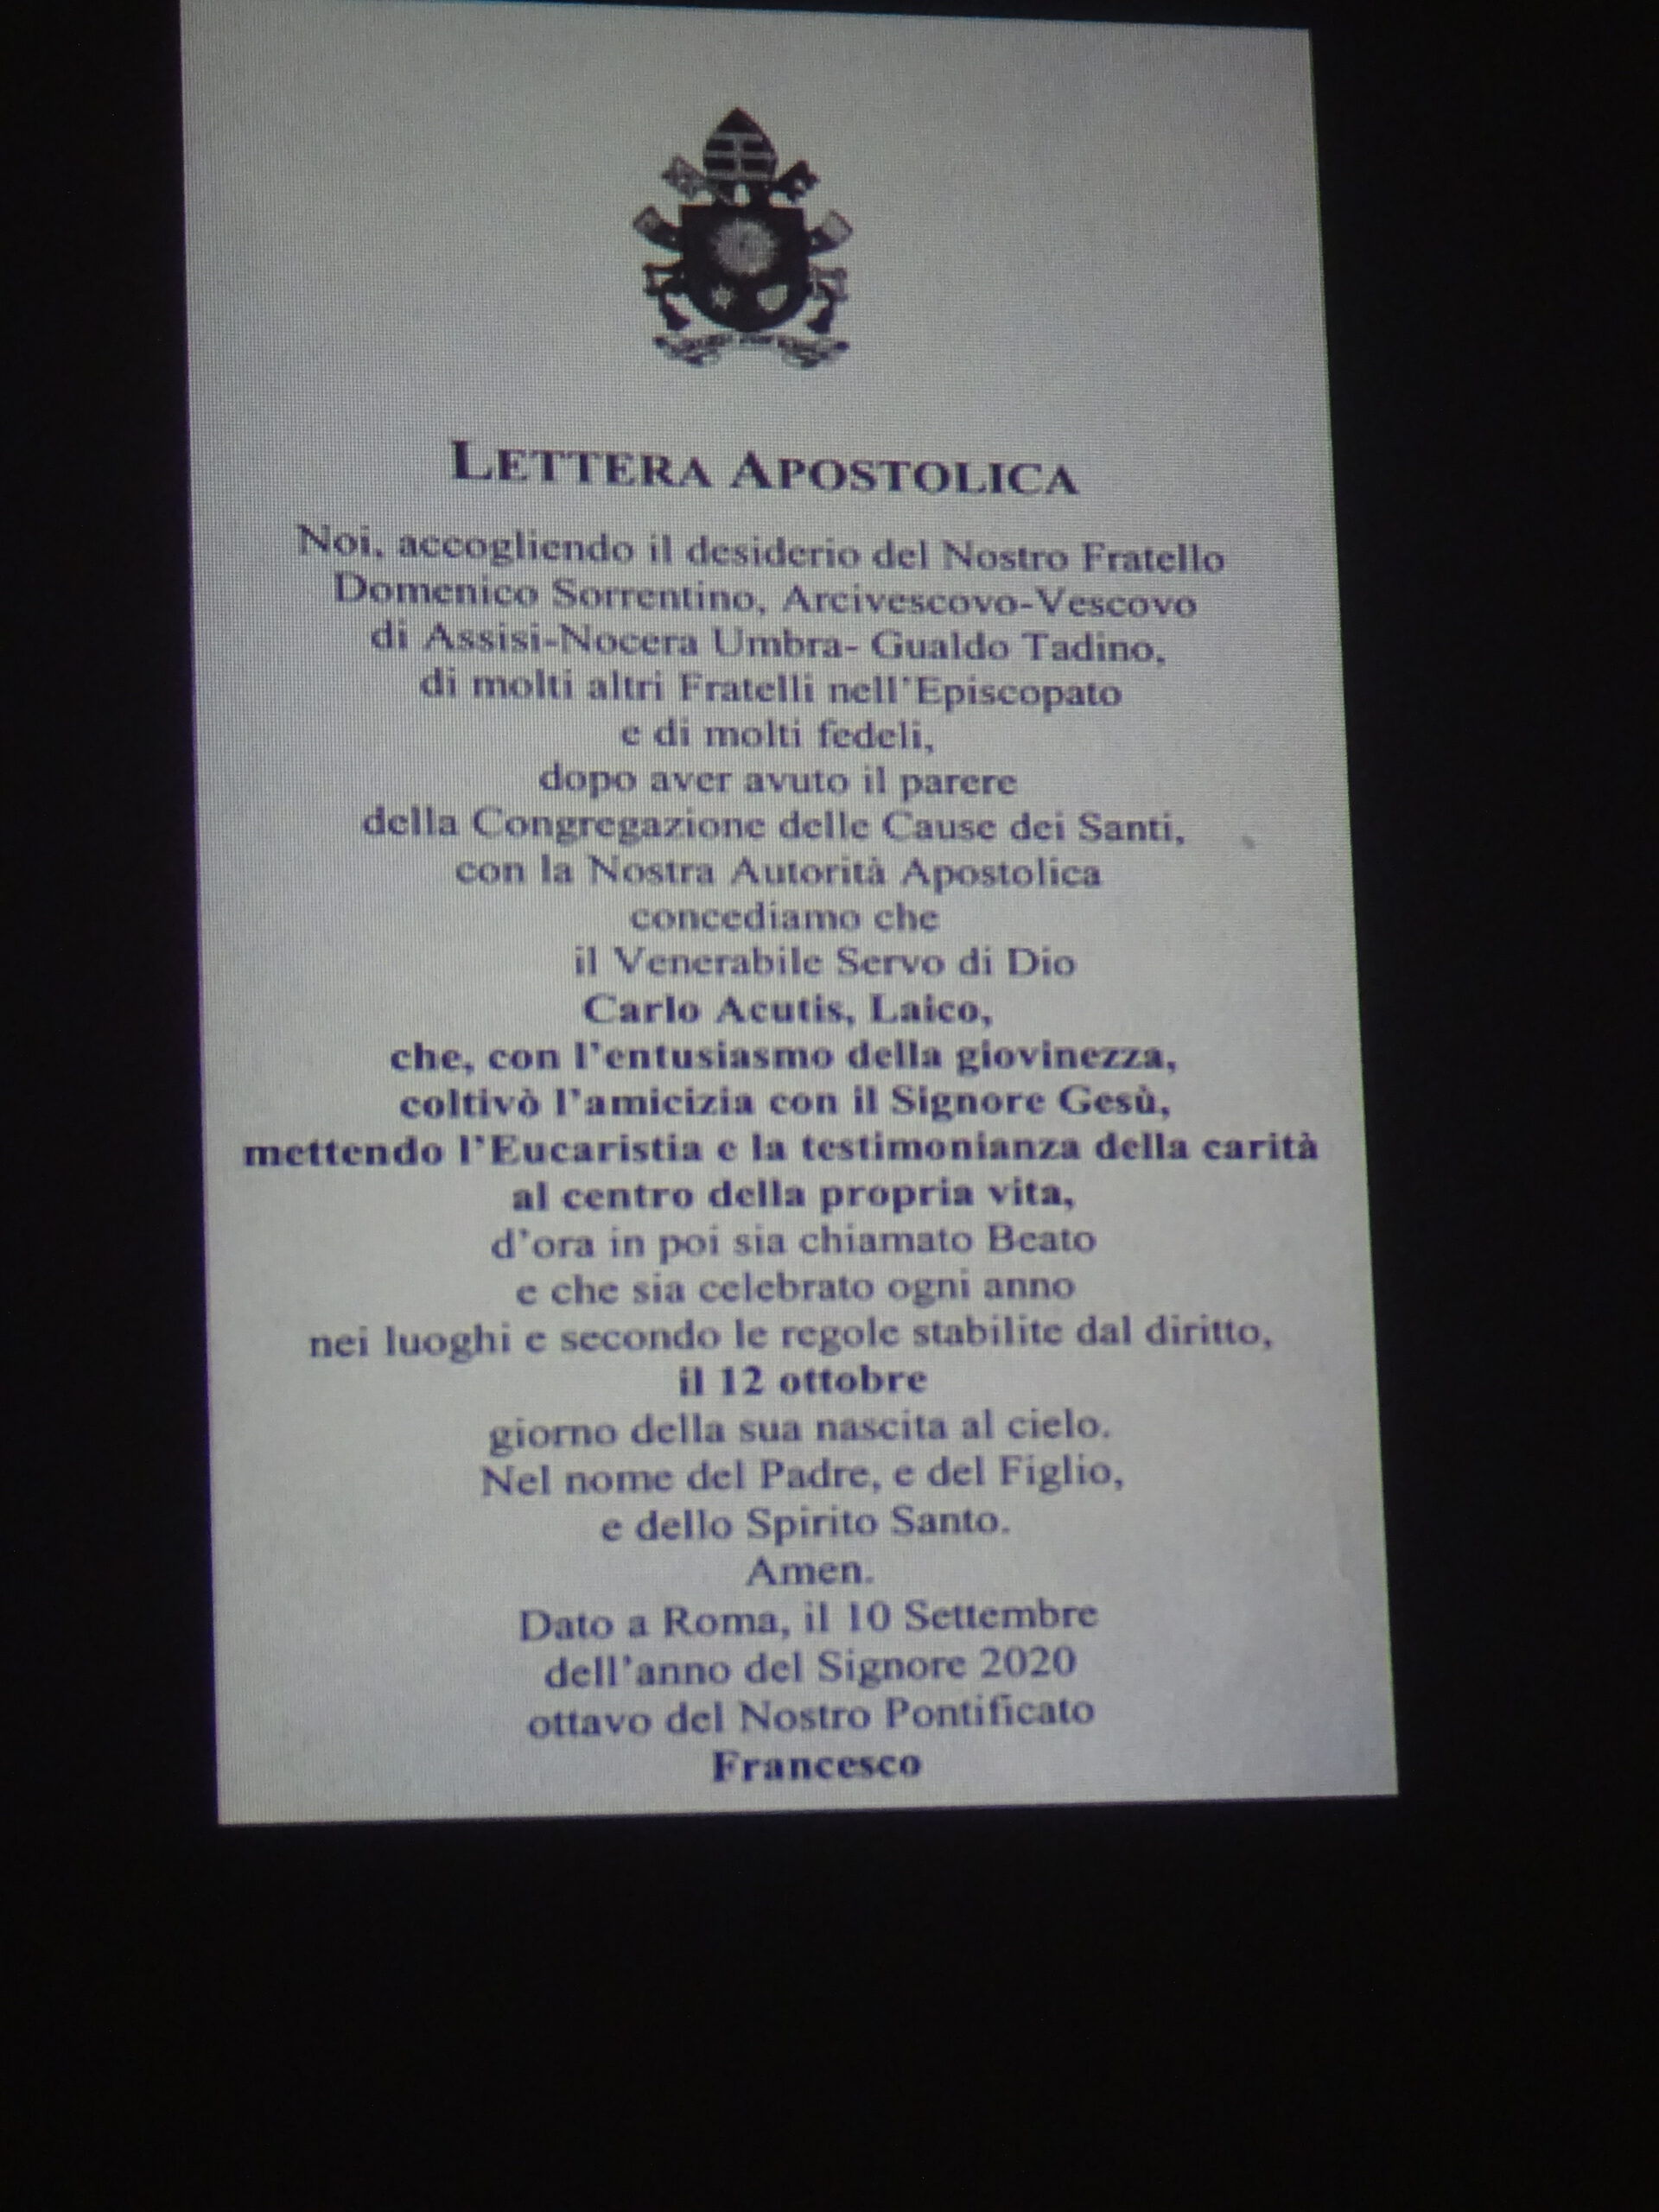 LETTERA APOSTOLICA
Noi, accogliendo il desiderio del Nostro Fratello
Domenico Sorrentino, Arcivescovo-Vescovo
di Assisi-Nocera Umbra- Gualdo Tadino,
di molti altri Fratelli nell'Episcopato
e di molti fedeli,
dopo aver avuto il parere
della Congregazione delle Cause dei Santi,
con la Nostra Autorità Apostolica
concediamo che
il Venerabile Servo di Dio
Carlo Acutis, Laico,
che, con l'entusiasmo della giovinezza,
coltivò l'amicizia con il Signore Gesù,
mettendo l'Eucaristia e la testimonianza della carità
al centro della propria vita,
d'ora in poi sia chiamato Beato
e che sia celebrato ogni anno
nei luoghi e secondo le regole stabilite dal diritto,
il 12 ottobre
giorno della sua nascita al cielo.
Nel nome del Padre, e del Figlio,
e dello Spirito Santo.
Amen.
Dato a Roma, il 10 Settembre
dell'anno del Signore 2020
ottavo del Nostro Pontificato
Francesco